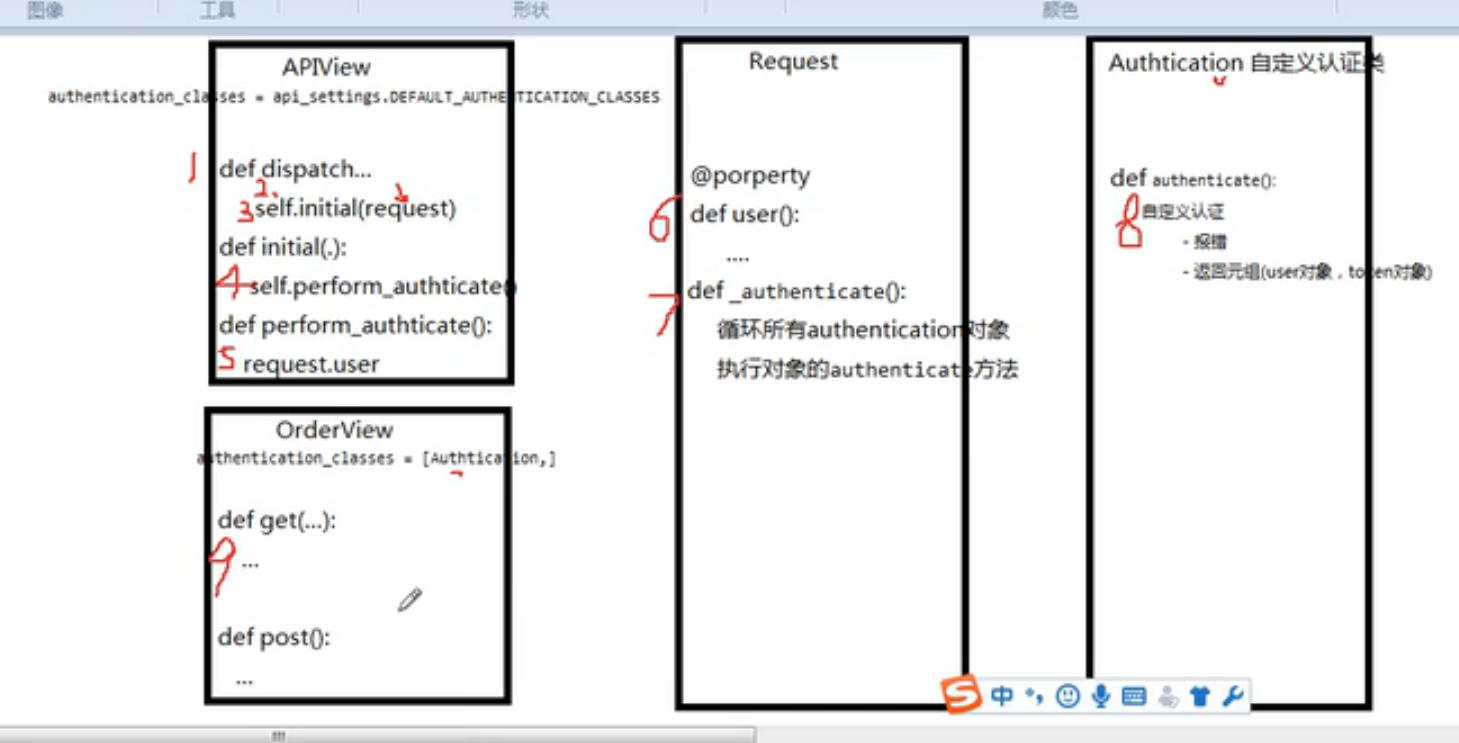 图像
工具
形状
颜色
APIView
authentication_classes = api_settings.DEFAULT_AUTHENTICATION_CLASSES
1 def dispatch...
2.
3 self.initial(request)
def initial(.):
4 self.perform_authticate()
def perform_authticate():
5 request.user
OrderView
authentication_classes = [Authtication,]
def get(...):
9 ...
def post():
...
Request
@porperty
6 def user():
....
7 def _authenticate():
循环所有authentication对象
执行对象的authenticate方法
Authtication 自定义认证类
def authenticate():
8 自定义认证
- 报错
- 返回元组(user对象，token对象)
S 中